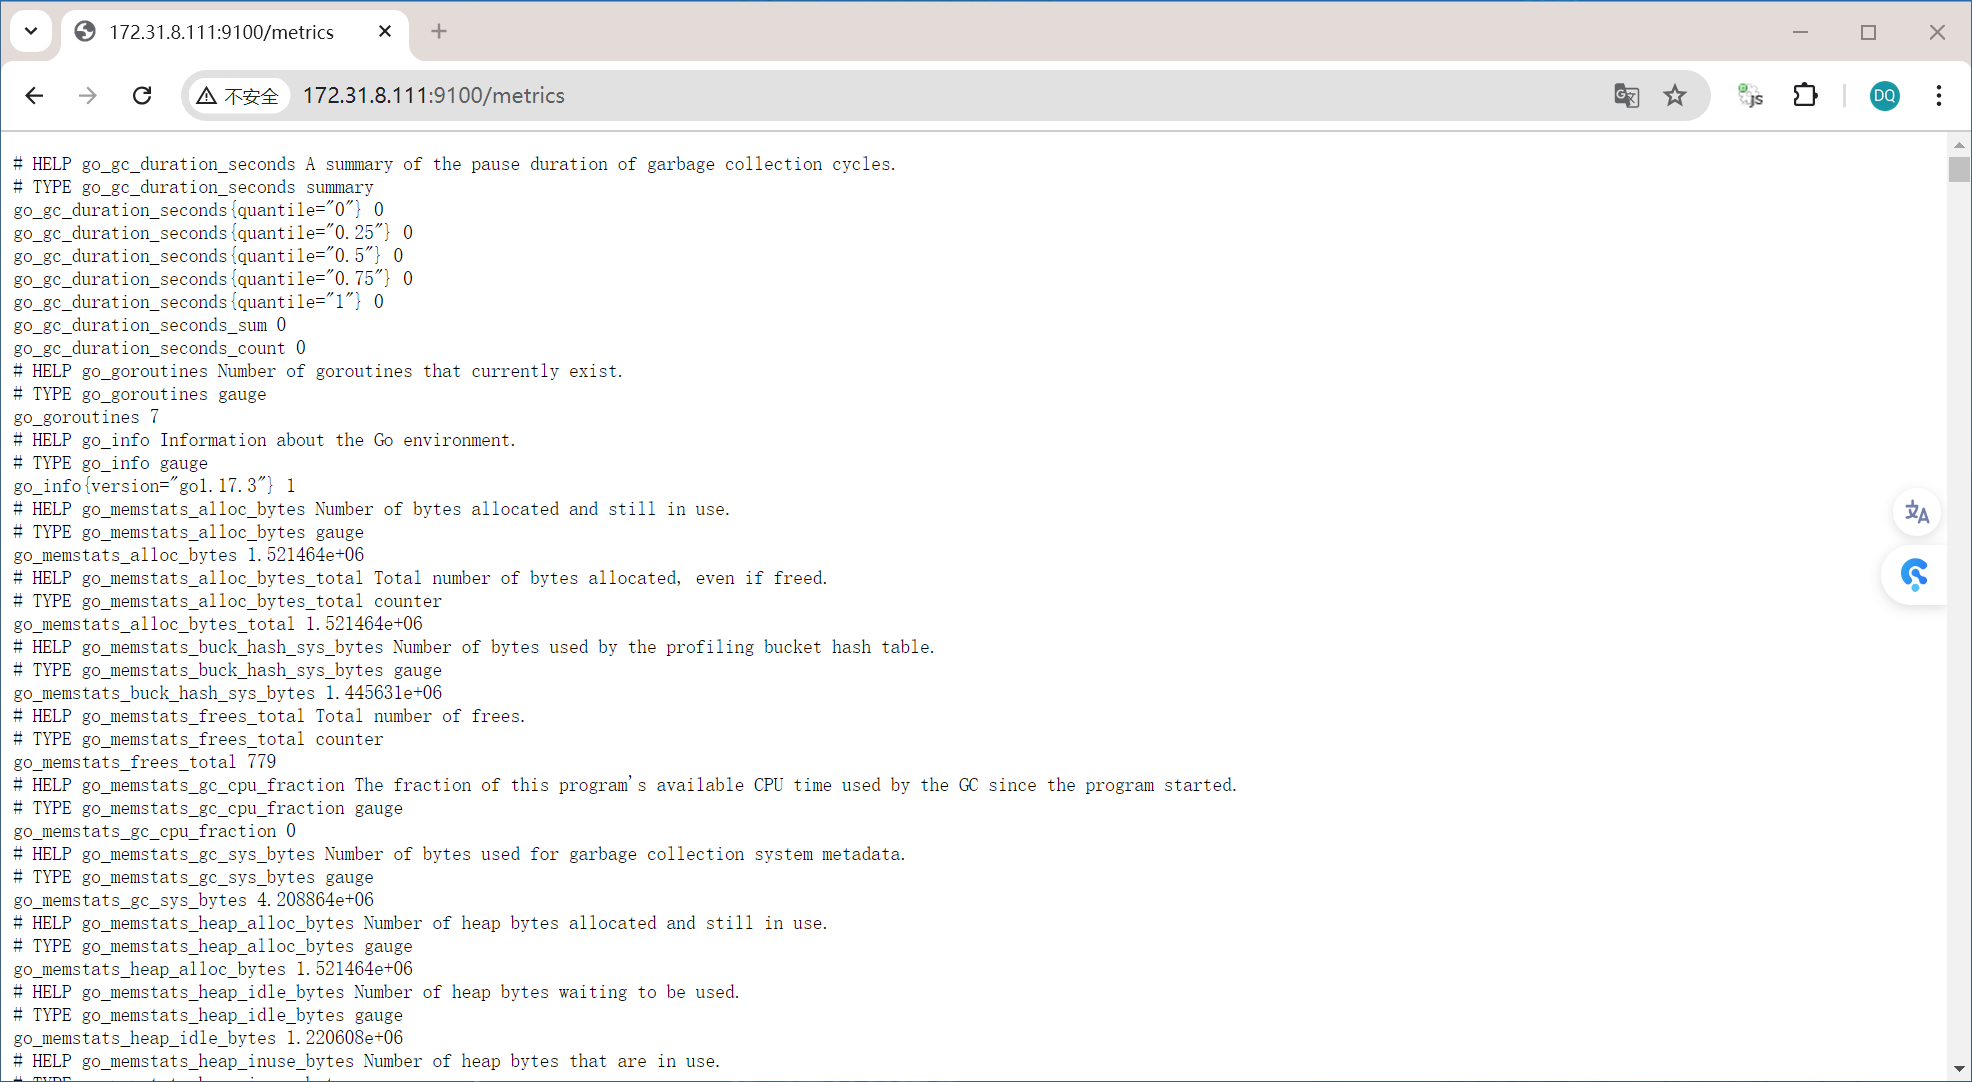 172.31.8.111:9100/metrics
不安全 172.31.8.111:9100/metrics DQ
# HELP go_gc_duration_seconds A summary of the pause duration of garbage collection cycles.
# TYPE go_gc_duration_seconds summary
go_gc_duration_seconds{quantile="0"} 0
go_gc_duration_seconds{quantile="0.25"} 0
go_gc_duration_seconds{quantile="0.5"} 0
go_gc_duration_seconds{quantile="0.75"} 0
go_gc_duration_seconds{quantile="1"} 0
go_gc_duration_seconds_sum 0
go_gc_duration_seconds_count 0
# HELP go_goroutines Number of goroutines that currently exist.
# TYPE go_goroutines gauge
go_goroutines 7
# HELP go_info Information about the Go environment.
# TYPE go_info gauge
go_info{version="go1.17.3"} 1
# HELP go_memstats_alloc_bytes Number of bytes allocated and still in use.
# TYPE go_memstats_alloc_bytes gauge
go_memstats_alloc_bytes 1.521464e+06
# HELP go_memstats_alloc_bytes_total Total number of bytes allocated, even if freed.
# TYPE go_memstats_alloc_bytes_total counter
go_memstats_alloc_bytes_total 1.521464e+06
# HELP go_memstats_buck_hash_sys_bytes Number of bytes used by the profiling bucket hash table.
# TYPE go_memstats_buck_hash_sys_bytes gauge
go_memstats_buck_hash_sys_bytes 1.445631e+06
# HELP go_memstats_frees_total Total number of frees.
# TYPE go_memstats_frees_total counter
go_memstats_frees_total 779
# HELP go_memstats_gc_cpu_fraction The fraction of this program's available CPU time used by the GC since the program started.
# TYPE go_memstats_gc_cpu_fraction gauge
go_memstats_gc_cpu_fraction 0
# HELP go_memstats_gc_sys_bytes Number of bytes used for garbage collection system metadata.
# TYPE go_memstats_gc_sys_bytes gauge
go_memstats_gc_sys_bytes 4.208864e+06
# HELP go_memstats_heap_alloc_bytes Number of heap bytes allocated and still in use.
# TYPE go_memstats_heap_alloc_bytes gauge
go_memstats_heap_alloc_bytes 1.521464e+06
# HELP go_memstats_heap_idle_bytes Number of heap bytes waiting to be used.
# TYPE go_memstats_heap_idle_bytes gauge
go_memstats_heap_idle_bytes 1.220608e+06
# HELP go_memstats_heap_inuse_bytes Number of heap bytes that are in use.